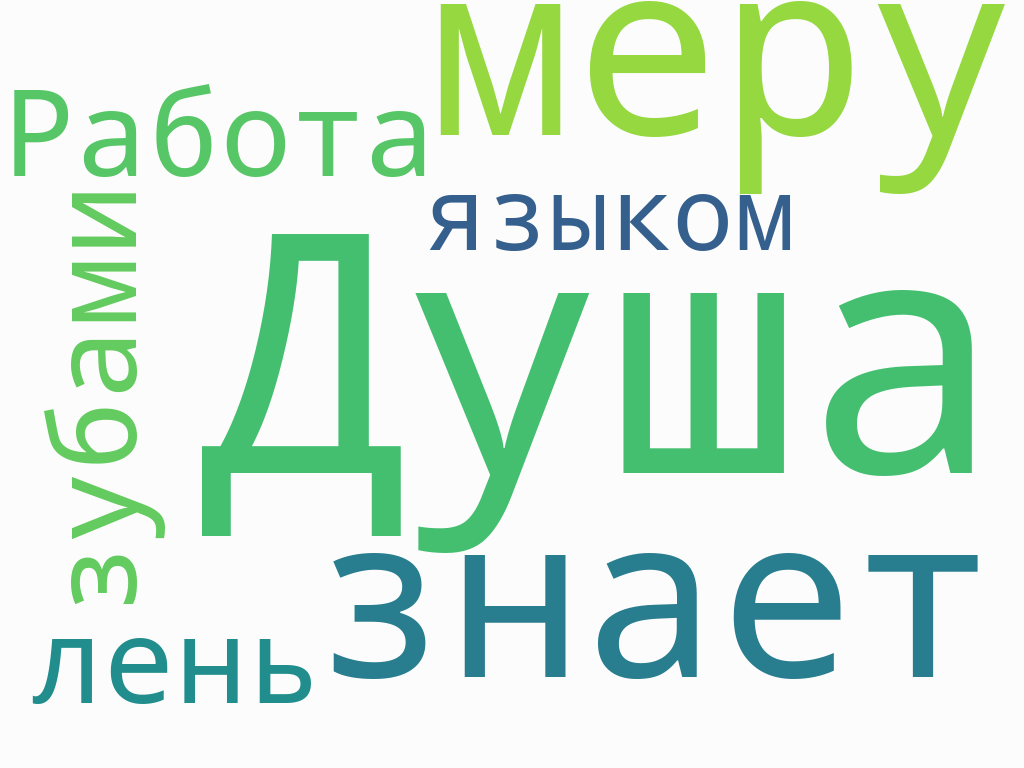 меру
Работа
языком
зубами
Душа
знает
лень